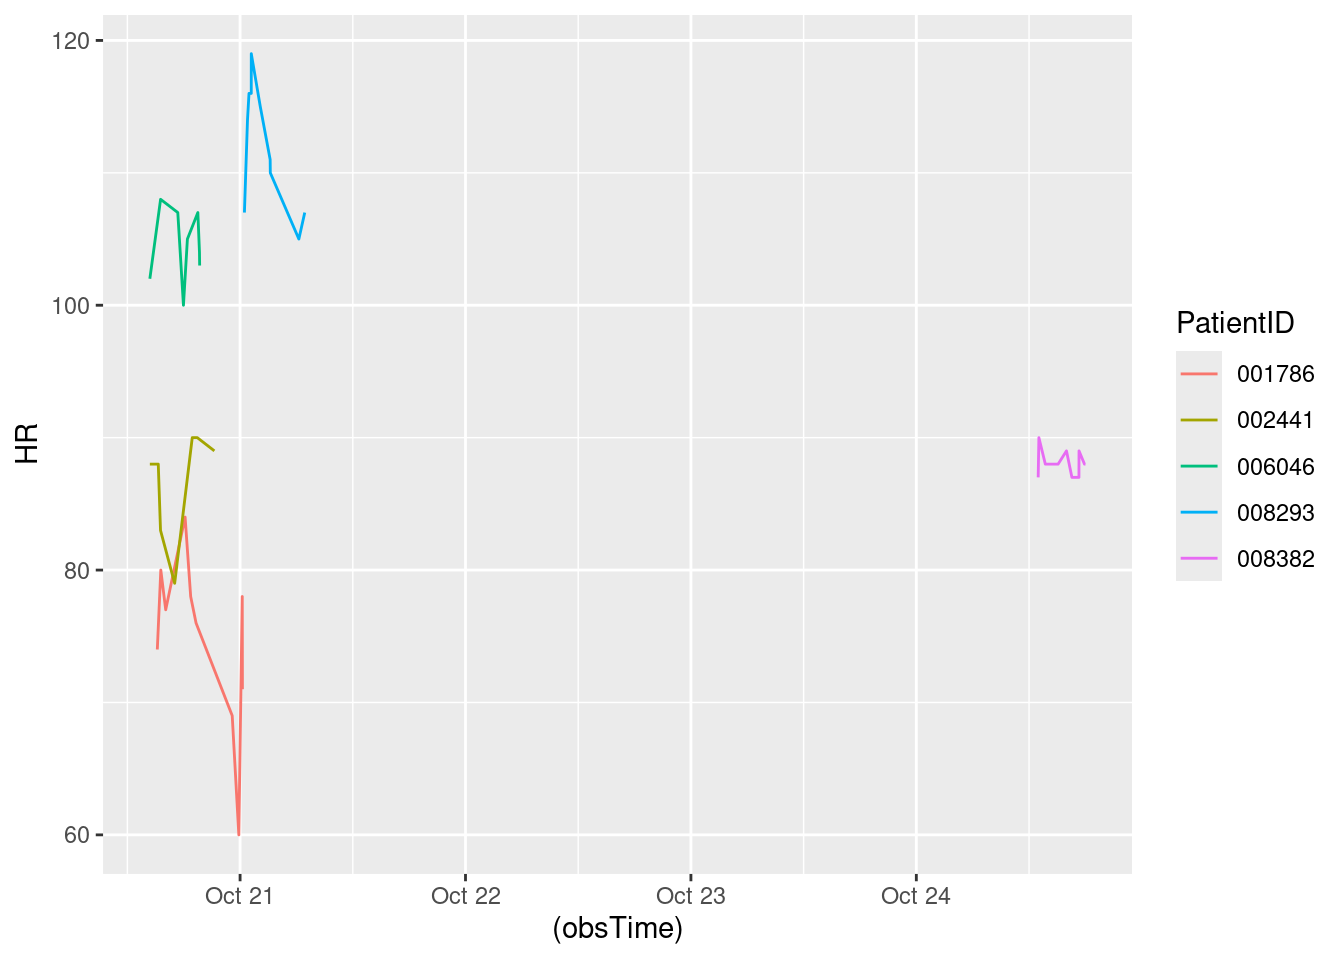 120
100
80
60
HR
Oct 21
Oct 22
Oct 23
Oct 24
(obsTime)
PatientID
001786
002441
006046
008293
008382